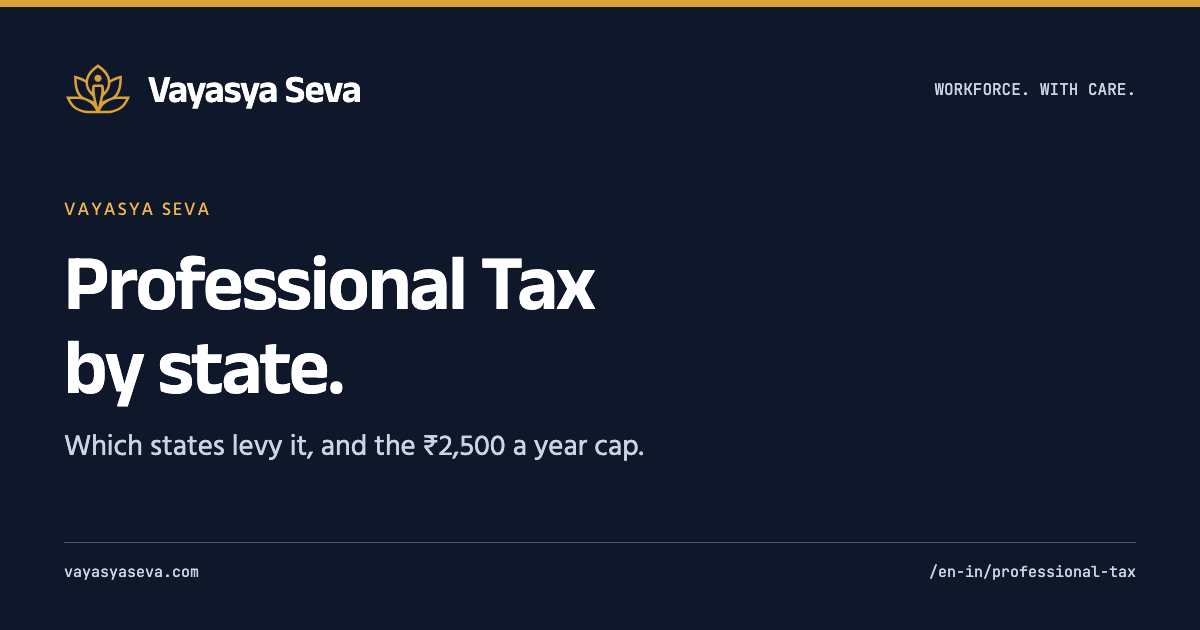 Vayasya Seva
WORKFORCE. WITH CARE.
VAYASYA SEVA
Professional Tax
by state.
Which states levy it, and the ₹2,500 a year cap.
vayasyaseva.com
/en-in/professional-tax